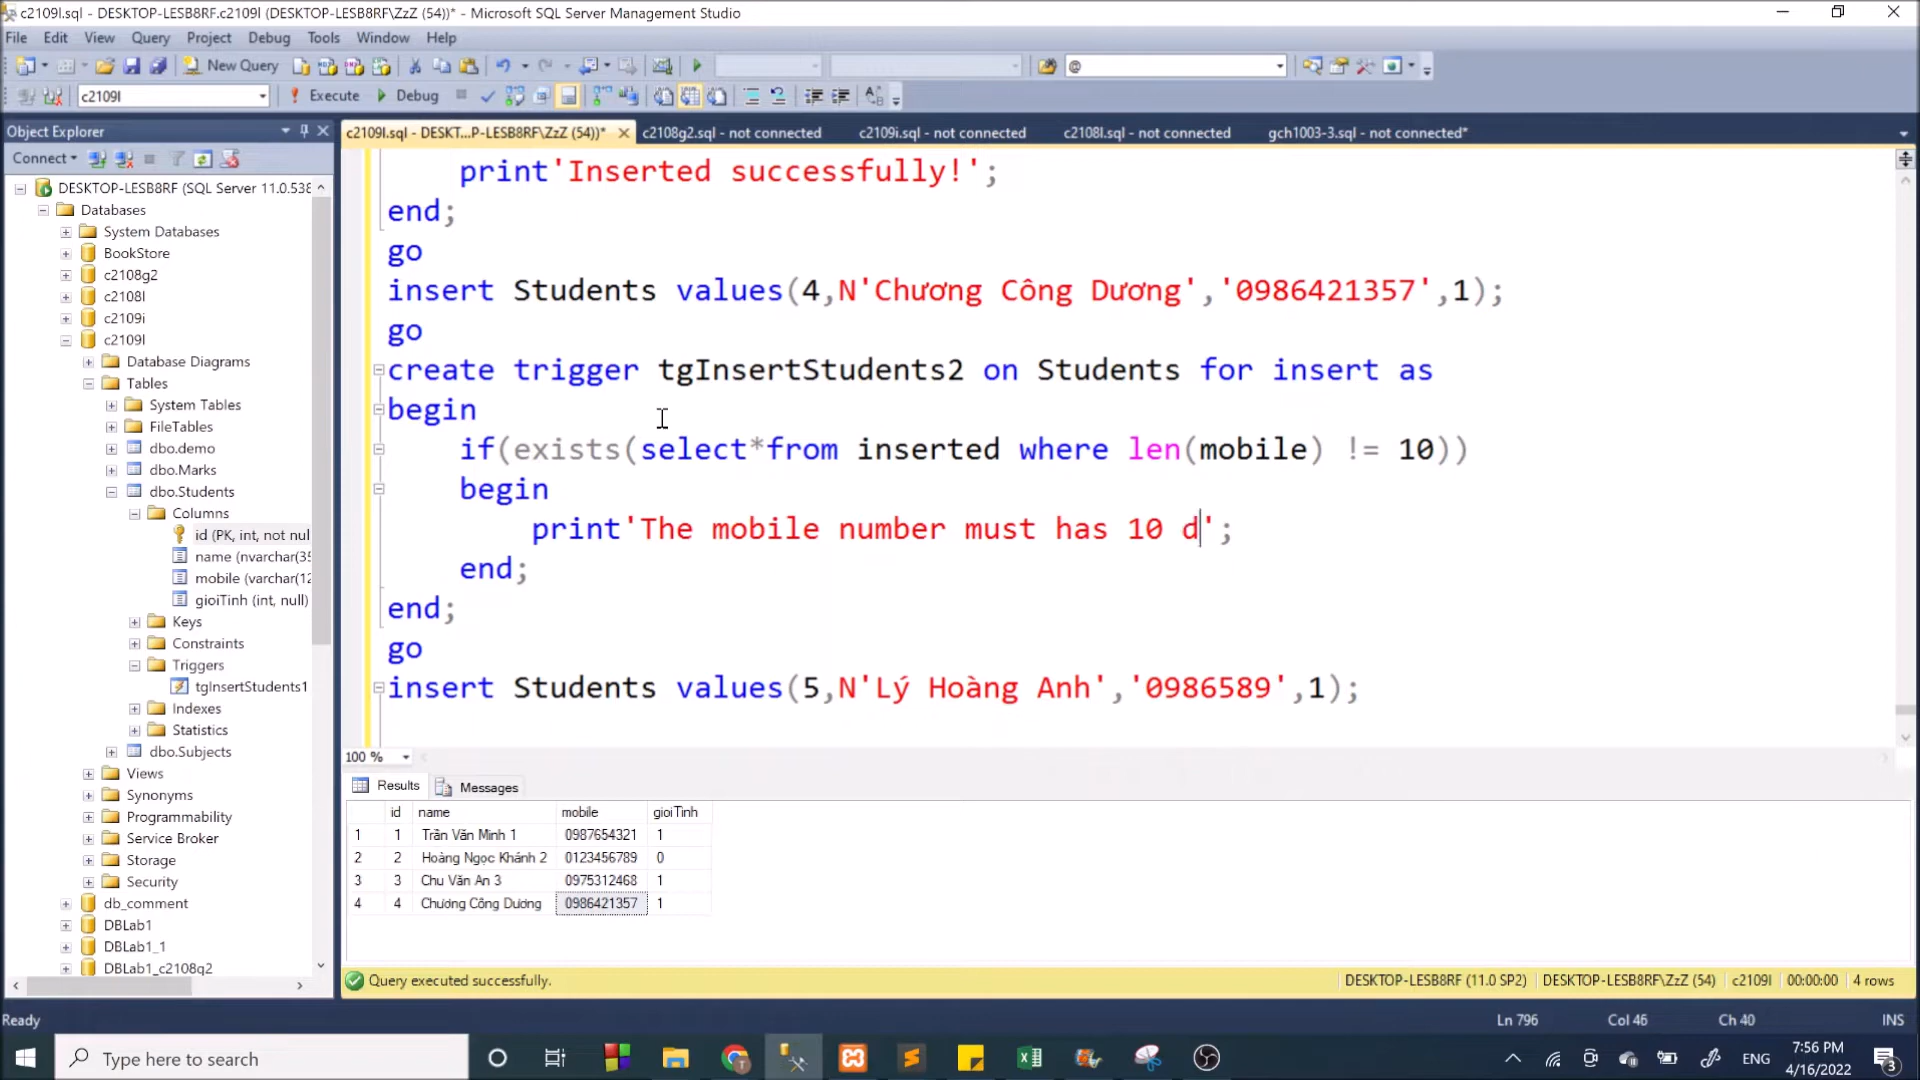 c2109l.sql - DESKTOP-LESB8RF.c2109l (DESKTOP-LESB8RF\ZzZ (54))* - Microsoft SQL Server Management Studio
File Edit View Query Project Debug Tools Window Help
New Query @
c2109l Execute Debug
Object Explorer
Connect
DESKTOP-LESB8RF (SQL Server 11.0.538
Databases
System Databases
BookStore
c2108g2
c2108l
c2109i
c2109l
Database Diagrams
Tables
System Tables
FileTables
dbo.demo
dbo.Marks
dbo.Students
Columns
id (PK, int, not nul
name (nvarchar(35
mobile (varchar(12
gioiTinh (int, null)
Keys
Constraints
Triggers
tgInsertStudents1
Indexes
Statistics
dbo.Subjects
Views
Synonyms
Programmability
Service Broker
Storage
Security
db_comment
DBLab1
DBLab1_1
DBLab1_c2108q2
c2109l.sql - DESKT...P-LESB8RF\ZzZ (54))* c2108g2.sql - not connected c2109i.sql - not connected c2108l.sql - not connected gch1003-3.sql - not connected*
print'Inserted successfully!';
end;
go
insert Students values(4,N'Chương Công Dương','0986421357',1);
go
create trigger tgInsertStudents2 on Students for insert as
begin
if(exists(select*from inserted where len(mobile) != 10))
begin
print'The mobile number must has 10 d';
end;
end;
go
insert Students values(5,N'Lý Hoàng Anh','0986589',1);
100 %
Results Messages
id name mobile gioiTinh
1 1 Trần Văn Minh 1 0987654321 1
2 2 Hoàng Ngọc Khánh 2 0123456789 0
3 3 Chu Văn An 3 0975312468 1
4 4 Chương Công Dương 0986421357 1
Query executed successfully. DESKTOP-LESB8RF (11.0 SP2) DESKTOP-LESB8RF\ZzZ (54) c2109l 00:00:00 4 rows
Ready Ln 796 Col 46 Ch 40 INS
Type here to search
ENG
7:56 PM
4/16/2022
3